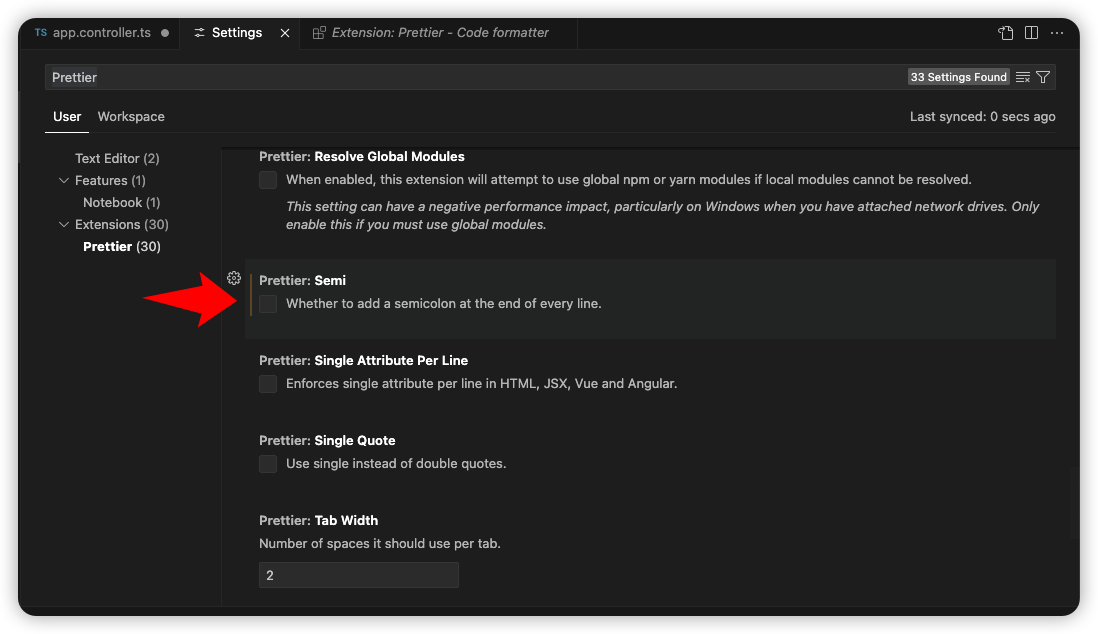 TS app.controller.ts
Settings
Extension: Prettier - Code formatter
Prettier
33 Settings Found
User
Workspace
Last synced: 0 secs ago
Text Editor (2)
Features (1)
Notebook (1)
Extensions (30)
Prettier (30)
Prettier: Resolve Global Modules
When enabled, this extension will attempt to use global npm or yarn modules if local modules cannot be resolved.
This setting can have a negative performance impact, particularly on Windows when you have attached network drives. Only
enable this if you must use global modules.
Prettier: Semi
Whether to add a semicolon at the end of every line.
Prettier: Single Attribute Per Line
Enforces single attribute per line in HTML, JSX, Vue and Angular.
Prettier: Single Quote
Use single instead of double quotes.
Prettier: Tab Width
Number of spaces it should use per tab.
2